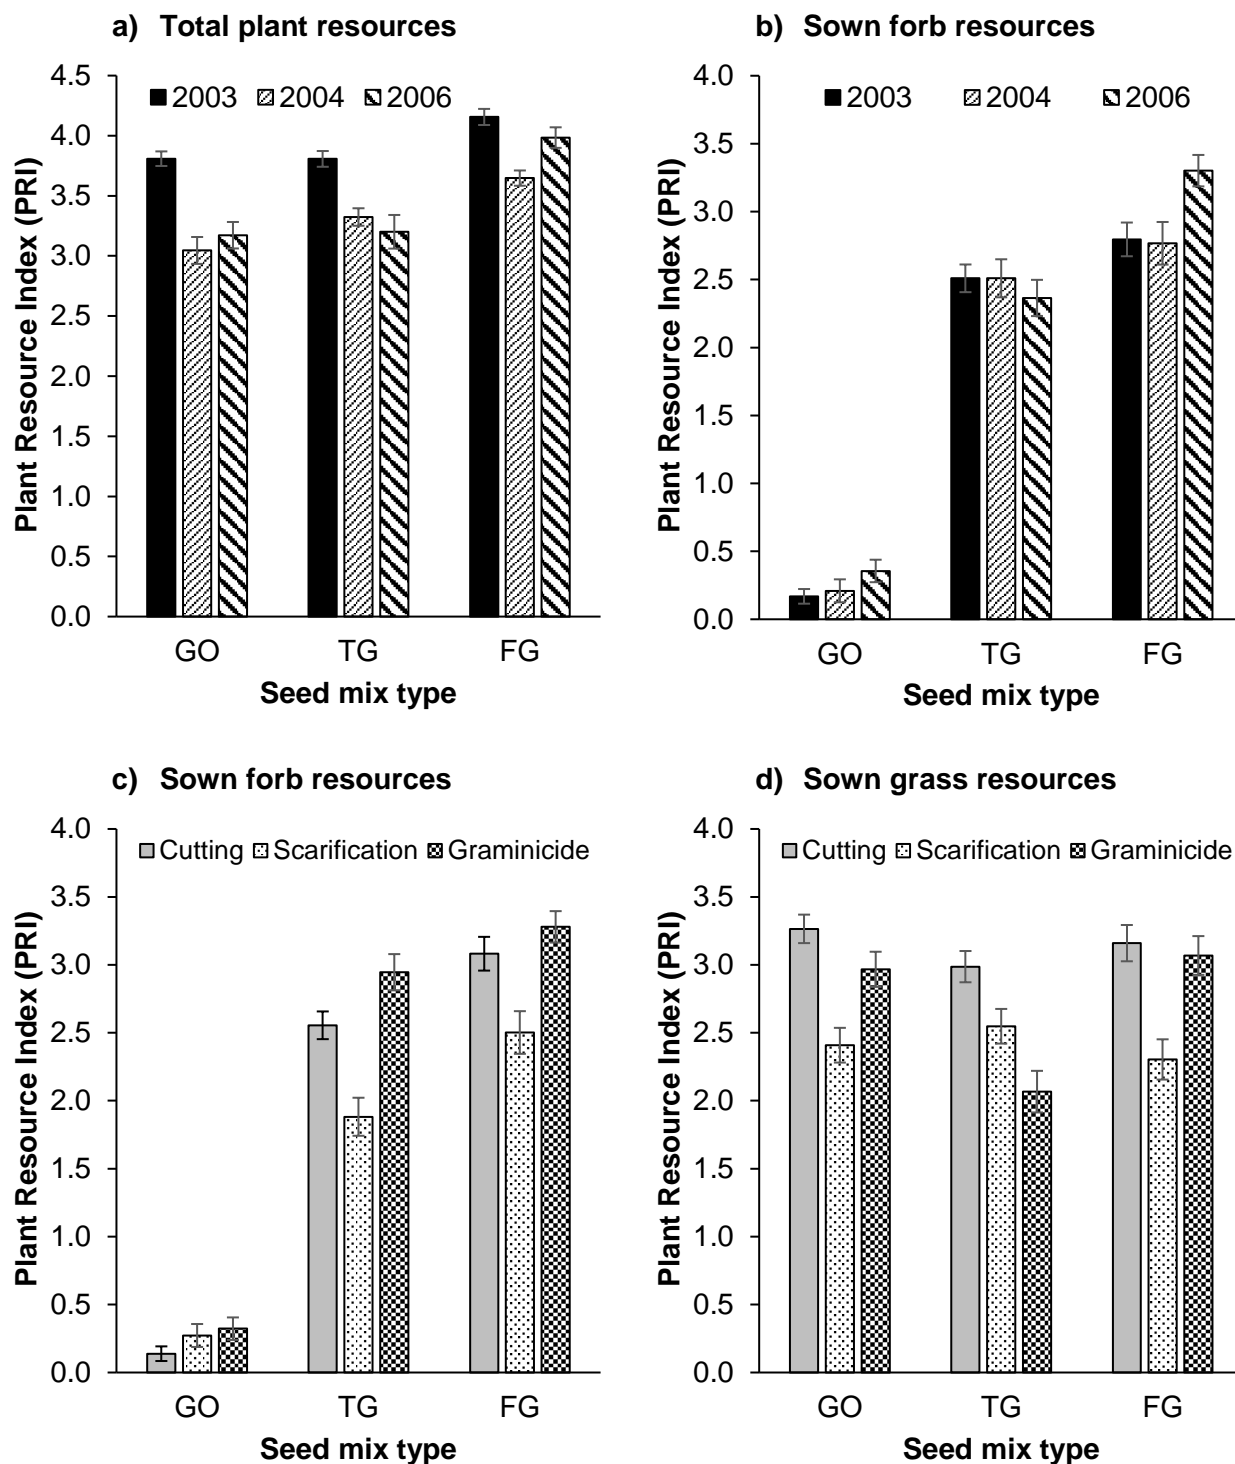 a) Total plant resources
Plant Resource Index (PRI)
4.5
4.0
3.5
3.0
2.5
2.0
1.5
1.0
0.5
0.0
2003 2004 2006
GO TG FG
Seed mix type
b) Sown forb resources
Plant Resource Index (PRI)
4.0
3.5
3.0
2.5
2.0
1.5
1.0
0.5
0.0
2003 2004 2006
GO TG FG
Seed mix type
c) Sown forb resources
Plant Resource Index (PRI)
4.0
3.5
3.0
2.5
2.0
1.5
1.0
0.5
0.0
Cutting Scarification Graminicide
GO TG FG
Seed mix type
d) Sown grass resources
Plant Resource Index (PRI)
4.0
3.5
3.0
2.5
2.0
1.5
1.0
0.5
0.0
Cutting Scarification Graminicide
GO TG FG
Seed mix type